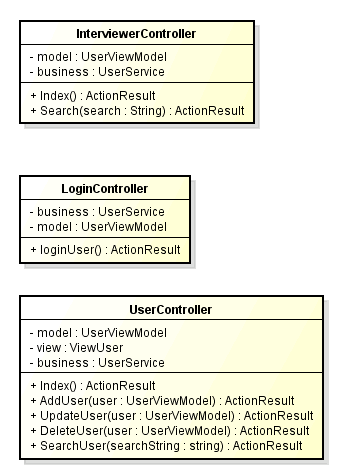 InterviewerController
- model : UserViewModel
- business : UserService
+ Index() : ActionResult
+ Search(search : String) : ActionResult
LoginController
- business : UserService
- model : UserViewModel
+ loginUser() : ActionResult
UserController
- model : UserViewModel
- view : ViewUser
- business : UserService
+ Index() : ActionResult
+ AddUser(user : UserViewModel) : ActionResult
+ UpdateUser(user : UserViewModel) : ActionResult
+ DeleteUser(user : UserViewModel) : ActionResult
+ SearchUser(searchString : string) : ActionResult